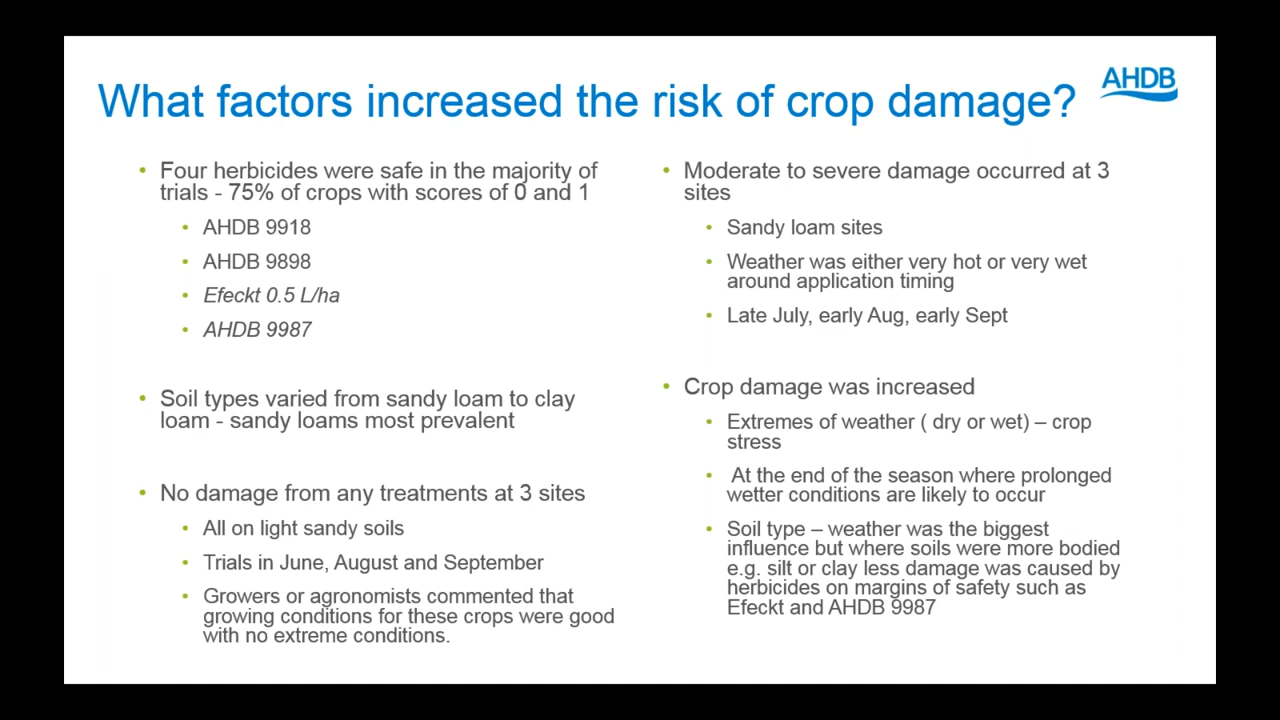 What factors increased the risk of crop damage?
AHDB
• Four herbicides were safe in the majority of
trials - 75% of crops with scores of 0 and 1
• AHDB 9918
• AHDB 9898
• Efeckt 0.5 L/ha
• AHDB 9987
• Soil types varied from sandy loam to clay
loam - sandy loams most prevalent
• No damage from any treatments at 3 sites
• All on light sandy soils
• Trials in June, August and September
• Growers or agronomists commented that
growing conditions for these crops were good
with no extreme conditions.
• Moderate to severe damage occurred at 3
sites
• Sandy loam sites
• Weather was either very hot or very wet
around application timing
• Late July, early Aug, early Sept
• Crop damage was increased
• Extremes of weather ( dry or wet) – crop
stress
• At the end of the season where prolonged
wetter conditions are likely to occur
• Soil type – weather was the biggest
influence but where soils were more bodied
e.g. silt or clay less damage was caused by
herbicides on margins of safety such as
Efeckt and AHDB 9987